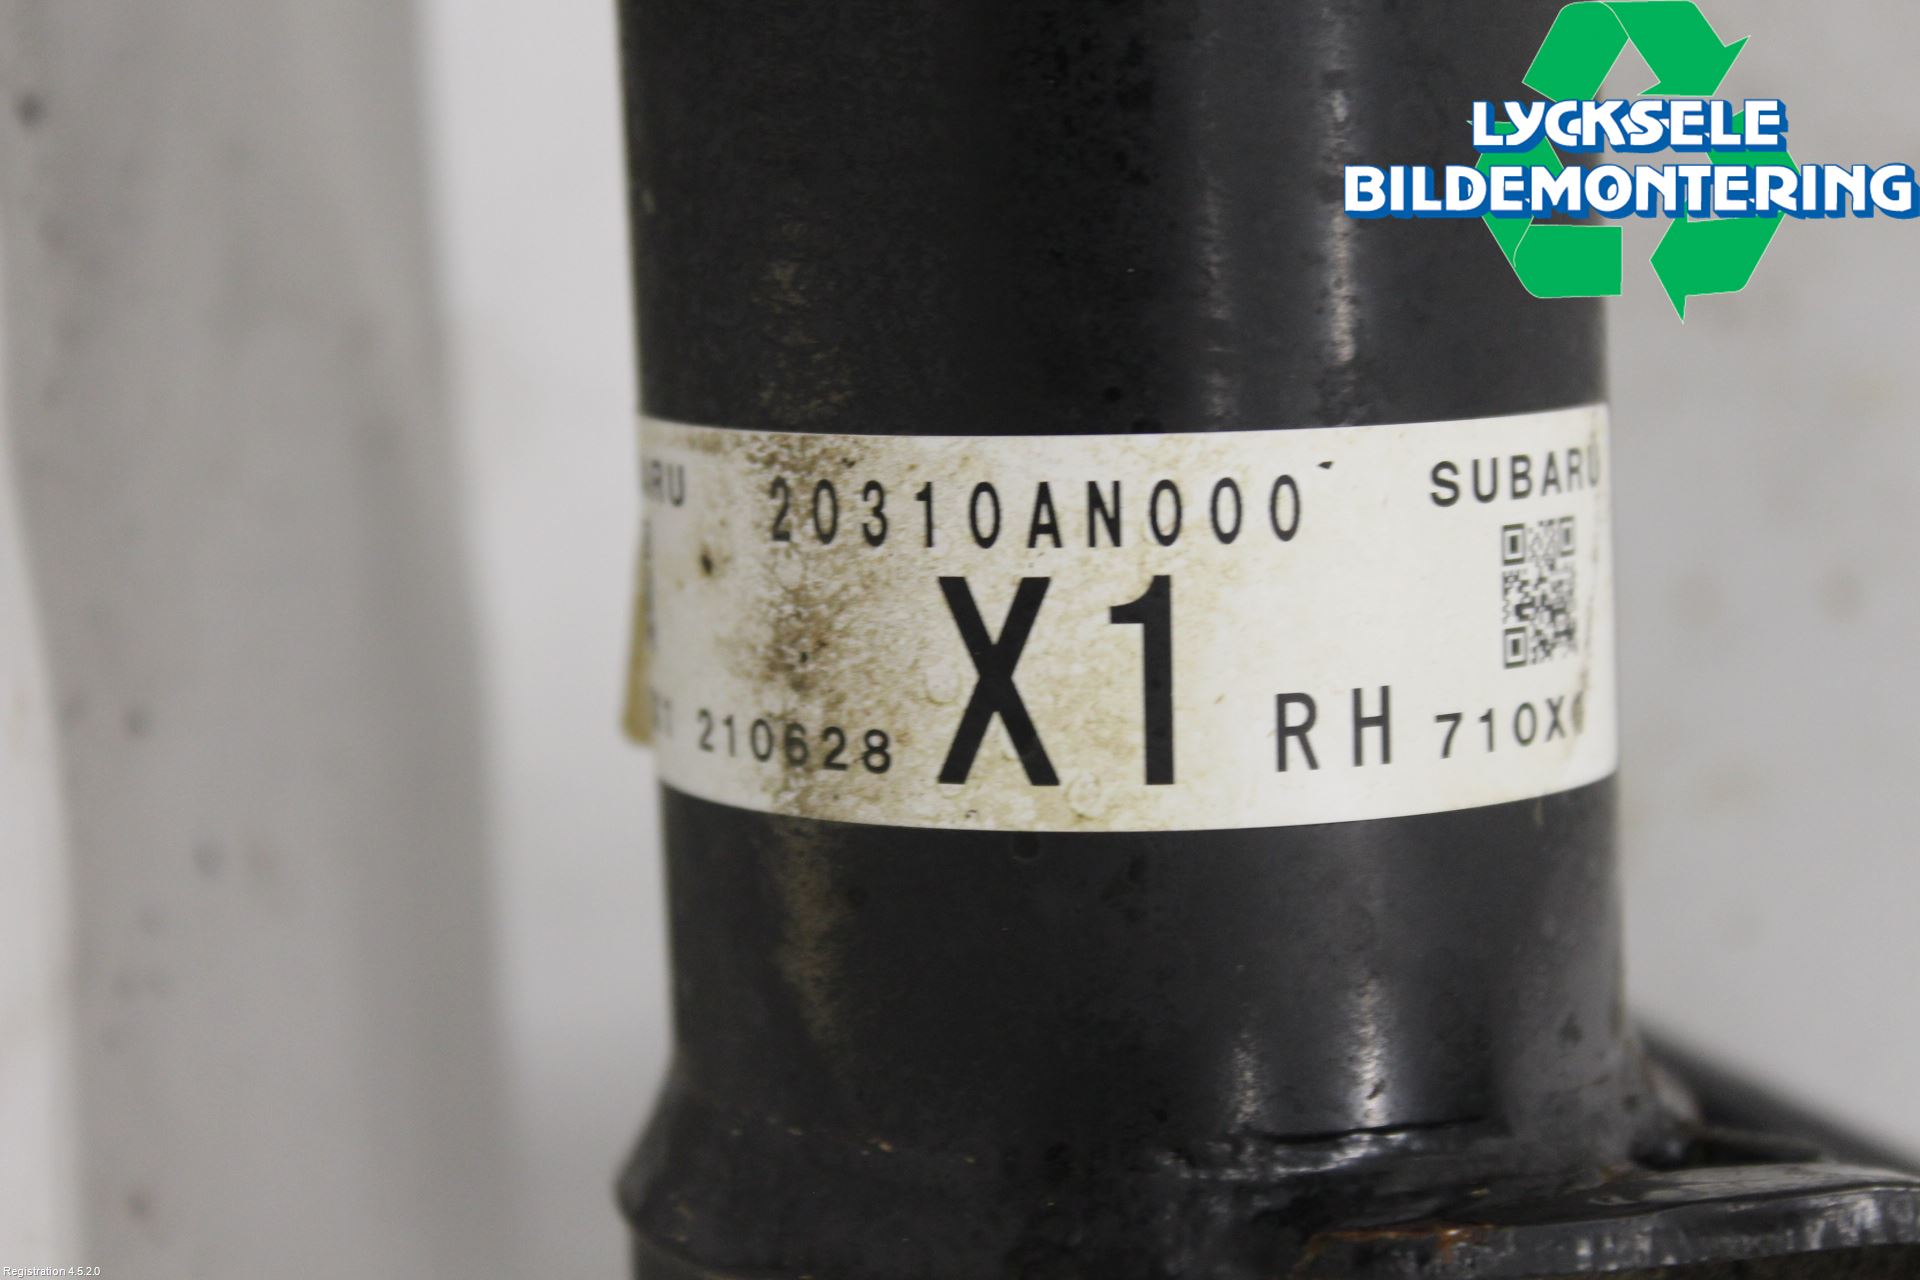 LYCKSELE
BILDEMONTERING
20310AN000
SUBARU
X1
210628
RH
Registration 4.5.2.0